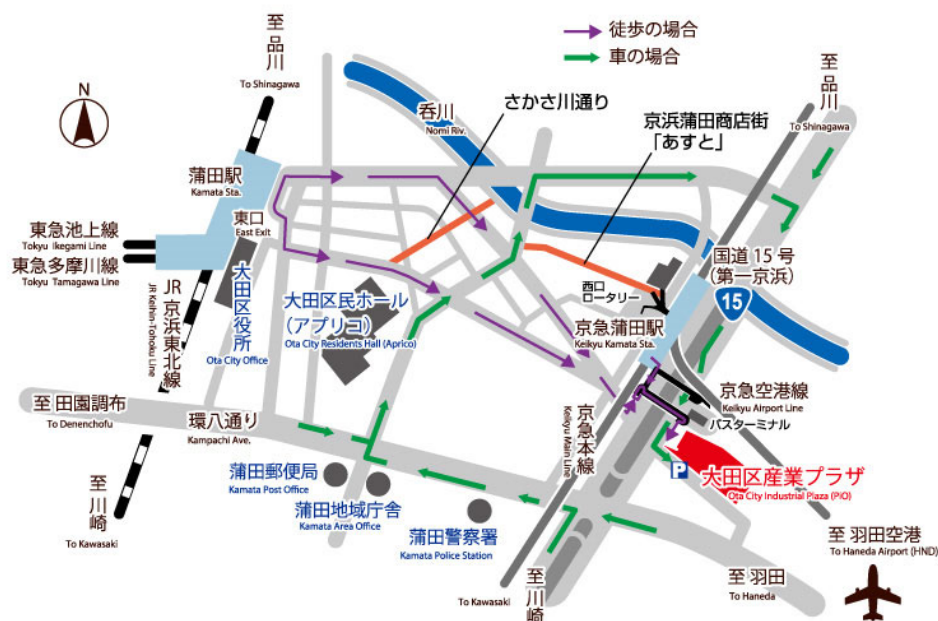 徒歩の場合
車の場合
至 品川
To Shinagawa
N
呑川
Nomi Riv.
さかさ川通り
京浜蒲田商店街
「あすと」
至 品川
To Shinagawa
蒲田駅
Kamata Sta.
東口
East Exit
東急池上線
Tokyu Ikegami Line
東急多摩川線
Tokyu Tamagawa Line
JR 京浜東北線
JR Keihin-Tohoku Line
大田区役所
Ota City Office
大田区民ホール
（アプリコ）
Ota City Residents Hall (Aprico)
西口
ロータリー
京急蒲田駅
Keikyu Kamata Sta.
国道 15 号
（第一京浜）
15
京急空港線
Keikyu Airport Line
バスターミナル
京急本線
Keikyu Main Line
至 田園調布
To Denenchofu
環八通り
Kampachi Ave.
蒲田郵便局
Kamata Post Office
蒲田地域庁舎
Kamata Area Office
蒲田警察署
Kamata Police Station
P
大田区産業プラザ
Ota City Industrial Plaza (PiO)
至 川崎
To Kawasaki
To Kawasaki
至 川崎
至 羽田
To Haneda
至 羽田空港
To Haneda Airport (HND)